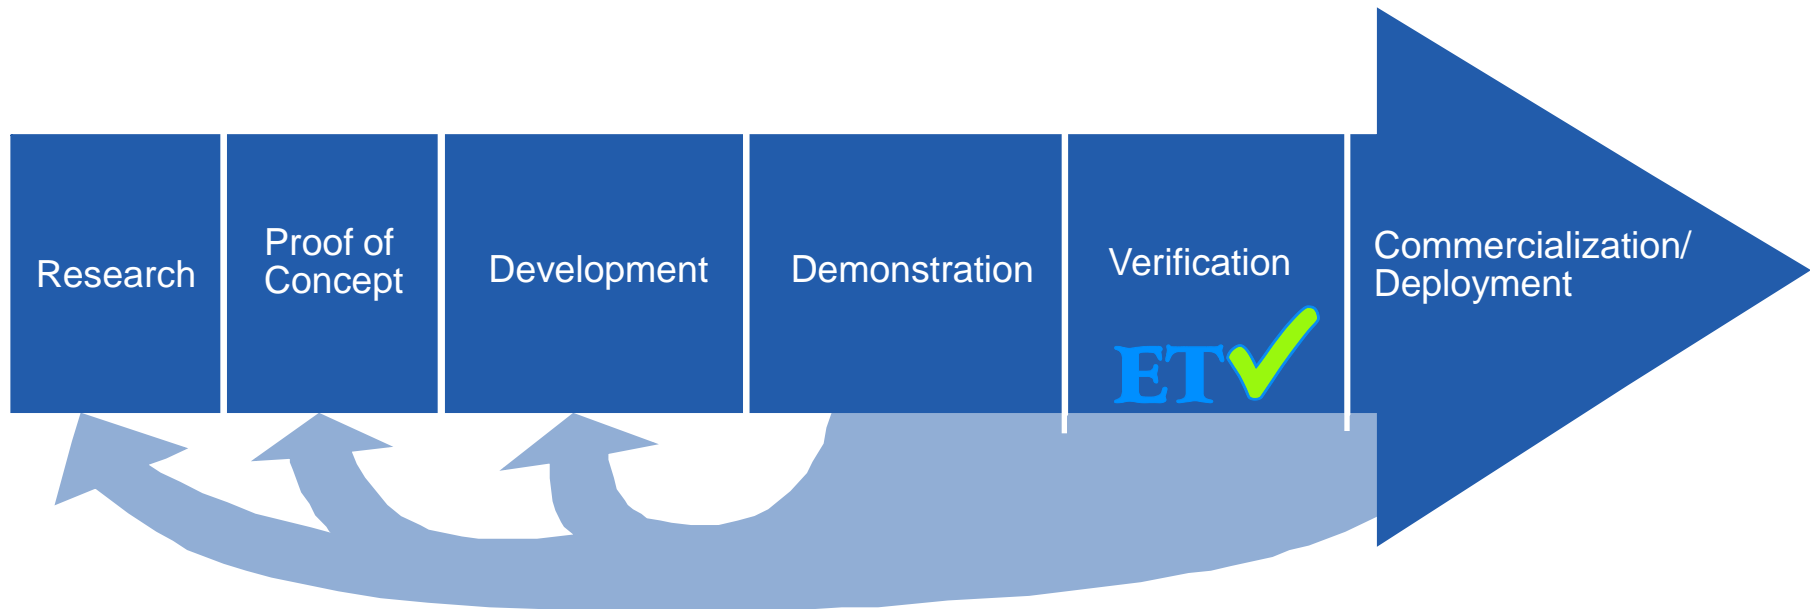 Research
Proof of
Concept
Development
Demonstration
Verification
ETV
Commercialization/
Deployment